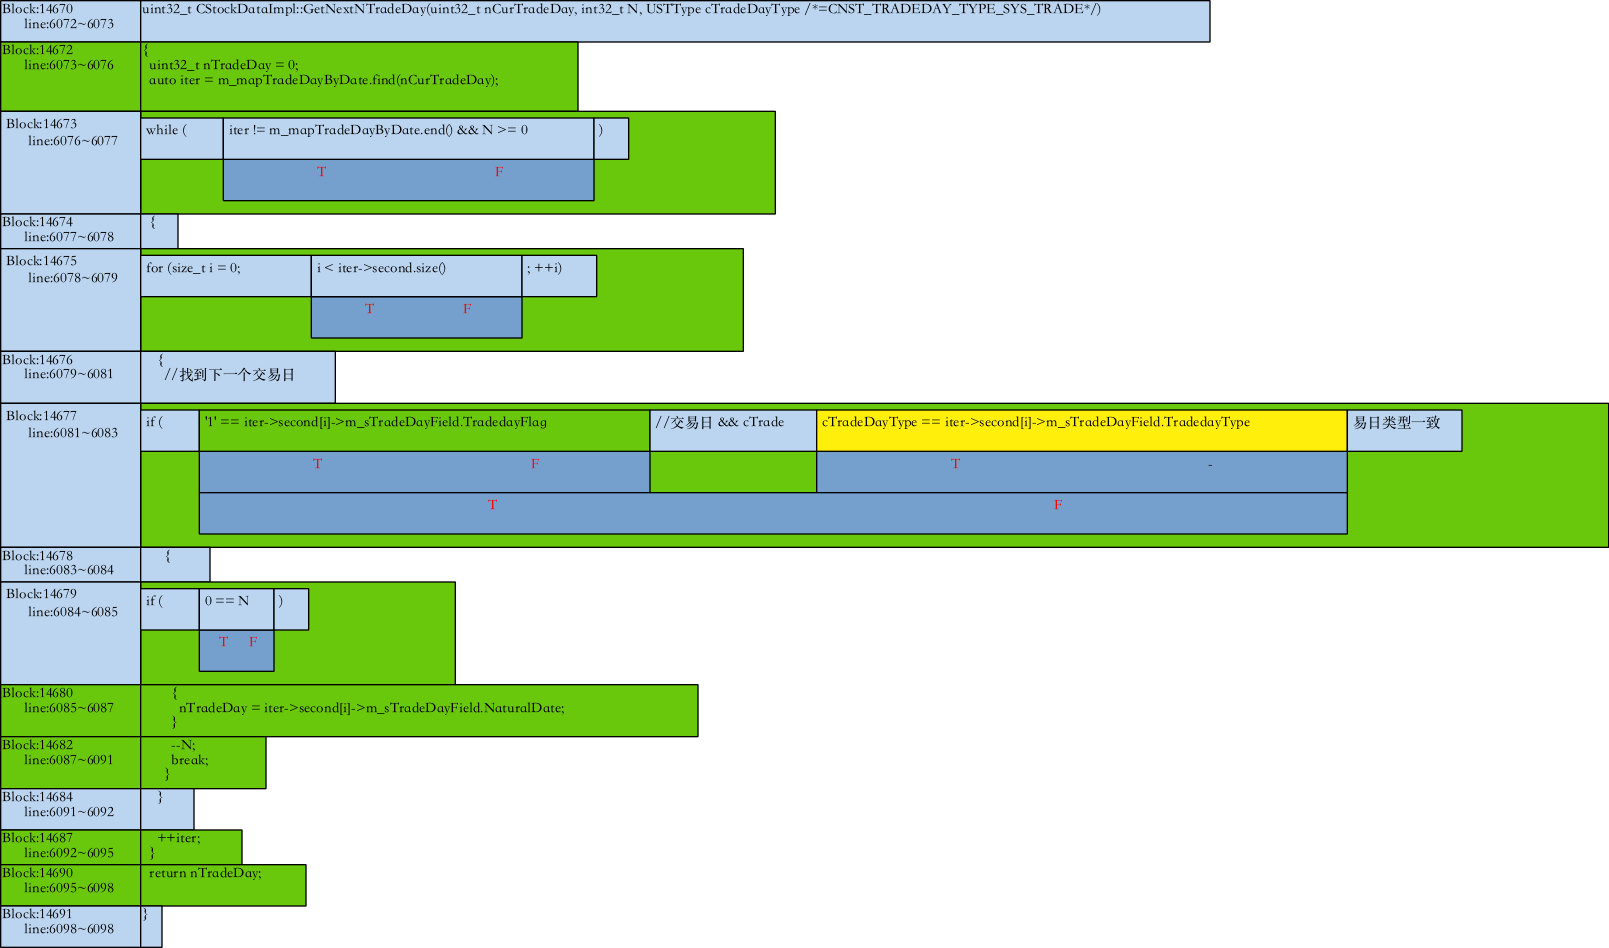 Block:14670 uint32_t CStockDataImpl::GetNextNTradeDay(uint32_t nCurTradeDay, int32_t N, USTType cTradeDayType /*=CNST_TRADEDAY_TYPE_SYS_TRADE*/)
line:6072~6073
Block:14672 {
line:6073~6076 uint32_t nTradeDay = 0;
auto iter = m_mapTradeDayByDate.find(nCurTradeDay);
Block:14673 while ( iter != m_mapTradeDayByDate.end() && N >= 0 )
line:6076~6077
T F
Block:14674 {
line:6077~6078
Block:14675 for (size_t i = 0; i < iter->second.size() ; ++i)
line:6078~6079
T F
Block:14676 {
line:6079~6081 //找到下一个交易日
Block:14677 if ( '1' == iter->second[i]->m_sTradeDayField.TradedayFlag //交易日 && cTrade cTradeDayType == iter->second[i]->m_sTradeDayField.TradedayType 易日类型一致
line:6081~6083
T F T -
T F
Block:14678 {
line:6083~6084
Block:14679 if ( 0 == N )
line:6084~6085
T F
Block:14680 {
line:6085~6087 nTradeDay = iter->second[i]->m_sTradeDayField.NaturalDate;
}
Block:14682 --N;
line:6087~6091 break;
}
Block:14684 }
line:6091~6092
Block:14687 ++iter;
line:6092~6095 }
Block:14690 return nTradeDay;
line:6095~6098
Block:14691 }
line:6098~6098